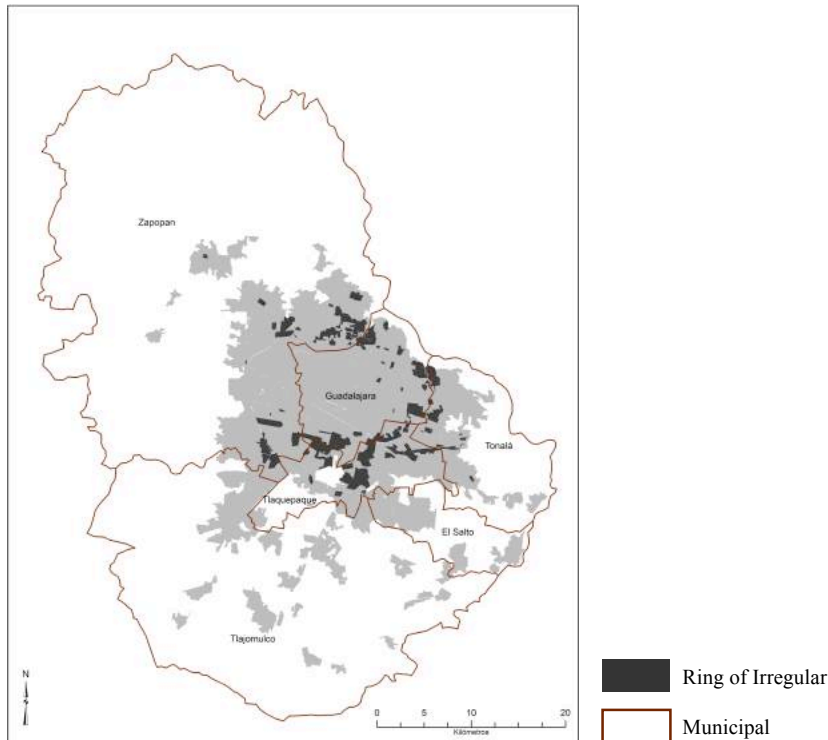 Zapopan
Guadalajara
Tonalá
Tlaquepaque
El Salto
Tlajomulco
N
0 5 10 20
Kilómetros
Ring of Irregular
Municipal